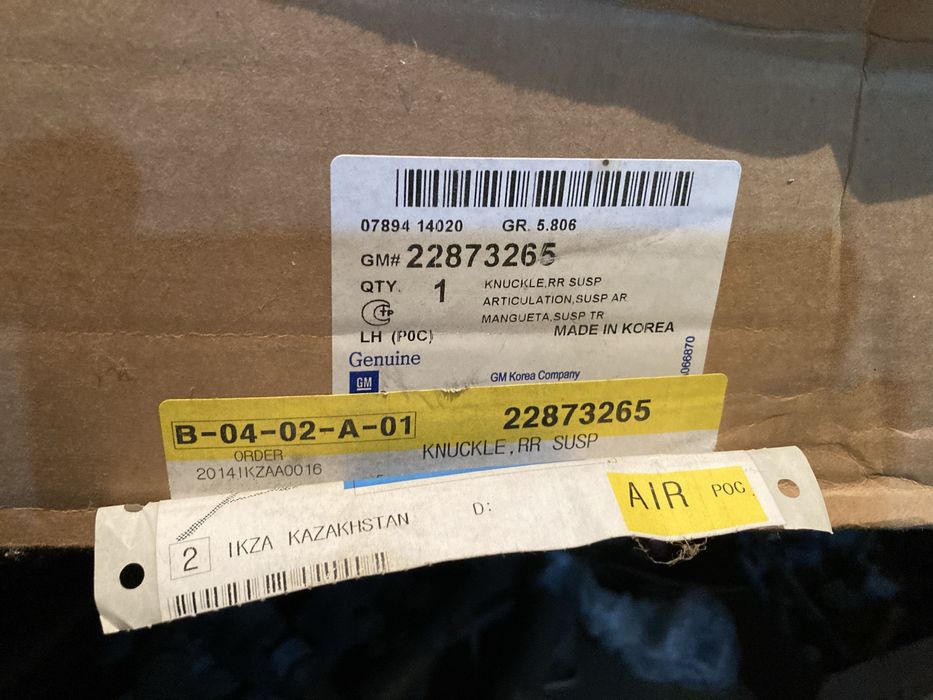 07894 14020 GR. 5.806
GM# 22873265
QTY. 1 KNUCKLE,RR SUSP
ARTICULATION,SUSP AR
MANGUETA,SUSP TR
LH (P0C) MADE IN KOREA
Genuine
GM
GM Korea Company
066870
B-04-02-A-01 22873265
ORDER KNUCKLE,RR SUSP
2014IKZAA0016
AIR POC
2 IKZA KAZAKHSTAN D: